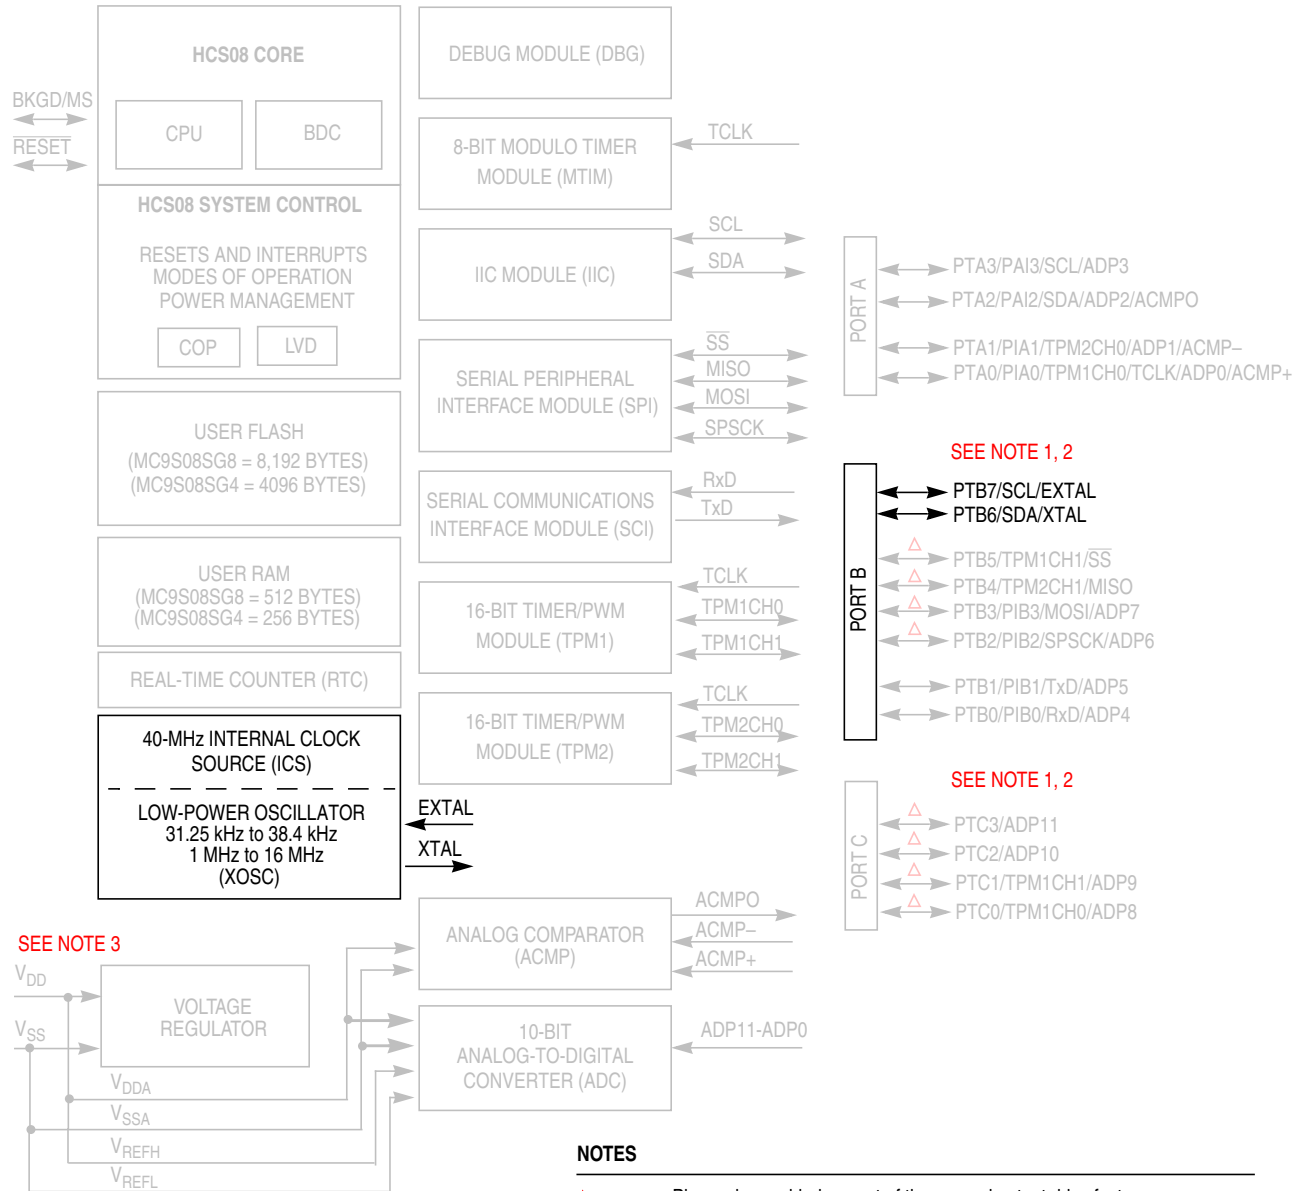 HCS08 CORE
CPU
BDC
BKGD/MS
RESET
HCS08 SYSTEM CONTROL
RESETS AND INTERRUPTS
MODES OF OPERATION
POWER MANAGEMENT
COP
LVD
USER FLASH
(MC9S08SG8 = 8,192 BYTES)
(MC9S08SG4 = 4096 BYTES)
USER RAM
(MC9S08SG8 = 512 BYTES)
(MC9S08SG4 = 256 BYTES)
REAL-TIME COUNTER (RTC)
40-MHz INTERNAL CLOCK
SOURCE (ICS)
LOW-POWER OSCILLATOR
31.25 kHz to 38.4 kHz
1 MHz to 16 MHz
(XOSC)
EXTAL
XTAL
SEE NOTE 3
VDD
VSS
VOLTAGE
REGULATOR
VDDA
VSSA
VREFH
VREFL
DEBUG MODULE (DBG)
8-BIT MODULO TIMER
MODULE (MTIM)
TCLK
IIC MODULE (IIC)
SCL
SDA
SERIAL PERIPHERAL
INTERFACE MODULE (SPI)
SS
MISO
MOSI
SPSCK
SERIAL COMMUNICATIONS
INTERFACE MODULE (SCI)
RxD
TxD
16-BIT TIMER/PWM
MODULE (TPM1)
TCLK
TPM1CH0
TPM1CH1
16-BIT TIMER/PWM
MODULE (TPM2)
TCLK
TPM2CH0
TPM2CH1
ANALOG COMPARATOR
(ACMP)
ACMPO
ACMP–
ACMP+
10-BIT
ANALOG-TO-DIGITAL
CONVERTER (ADC)
ADP11-ADP0
PORT A
PTA3/PAI3/SCL/ADP3
PTA2/PAI2/SDA/ADP2/ACMPO
PTA1/PIA1/TPM2CH0/ADP1/ACMP–
PTA0/PIA0/TPM1CH0/TCLK/ADP0/ACMP+
SEE NOTE 1, 2
PORT B
PTB7/SCL/EXTAL
PTB6/SDA/XTAL
PTB5/TPM1CH1/SS
PTB4/TPM2CH1/MISO
PTB3/PIB3/MOSI/ADP7
PTB2/PIB2/SPSCK/ADP6
PTB1/PIB1/TxD/ADP5
PTB0/PIB0/RxD/ADP4
SEE NOTE 1, 2
PORT C
PTC3/ADP11
PTC2/ADP10
PTC1/TPM1CH1/ADP9
PTC0/TPM1CH0/ADP8
NOTES